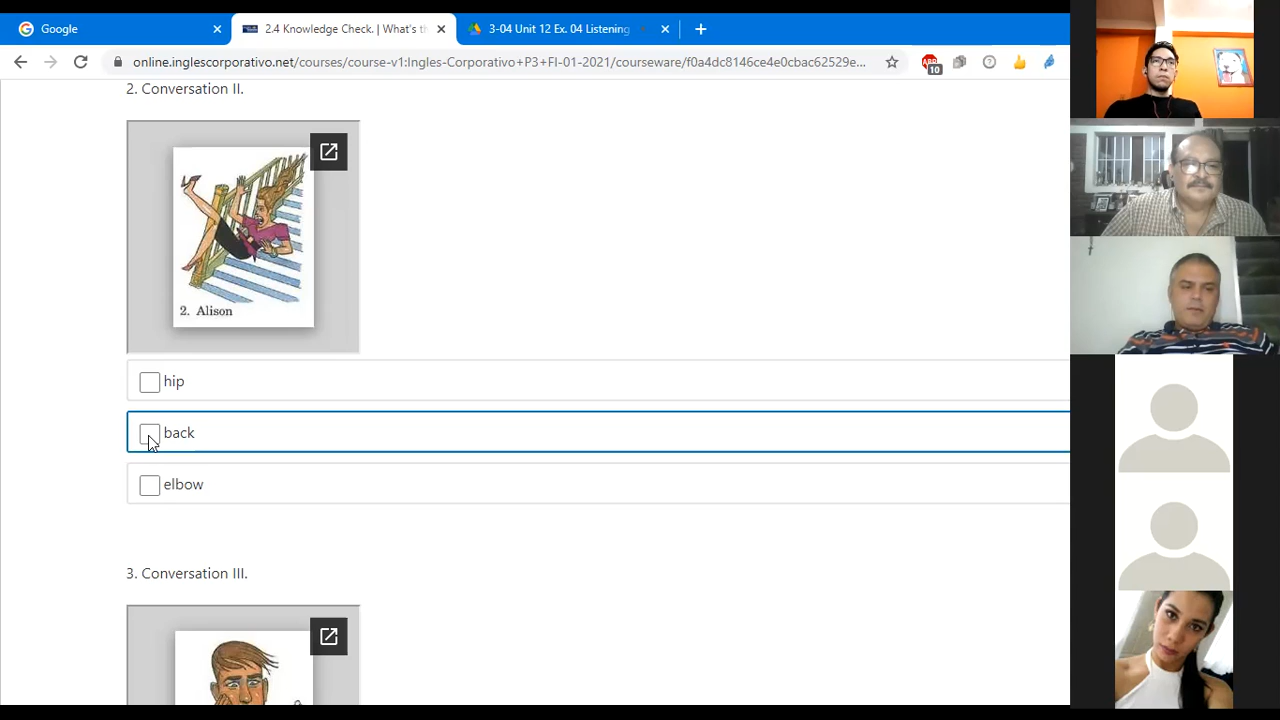 Google
2.4 Knowledge Check. | What's th
3-04 Unit 12 Ex. 04 Listening
online.inglescorporativo.net/courses/course-v1:Ingles-Corporativo+P3+FI-01-2021/courseware/f0a4dc8146ce4e0cbac62529e...
ABP
10
2. Conversation II.
2. Alison
hip
back
elbow
3. Conversation III.